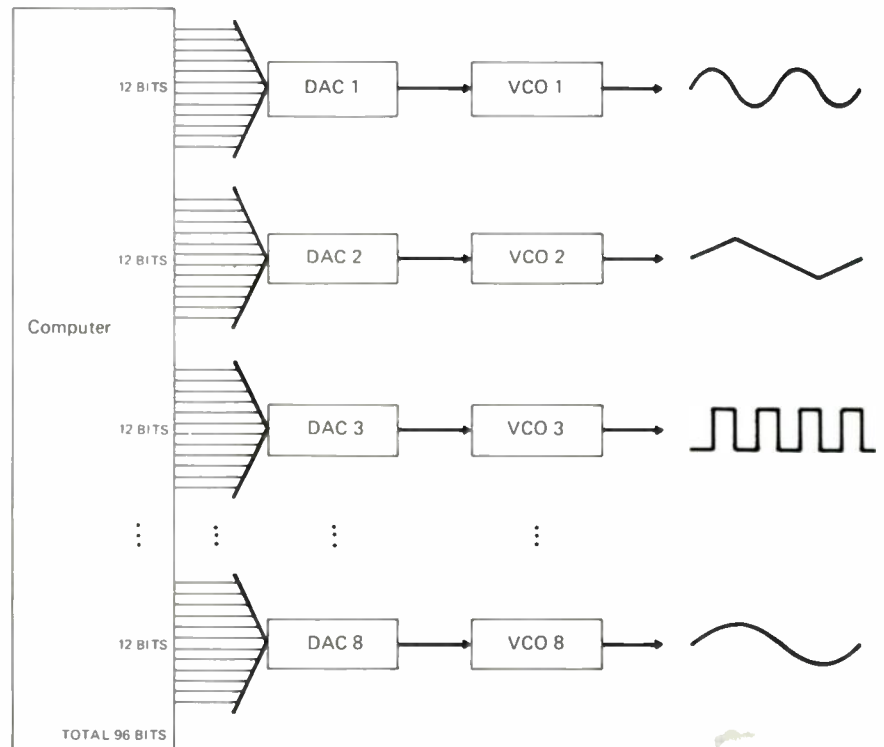 12 BITS
DAC 1
VCO 1
12 BITS
DAC 2
VCO 2
Computer
12 BITS
DAC 3
VCO 3
12 BITS
DAC 8
VCO 8
TOTAL 96 BITS